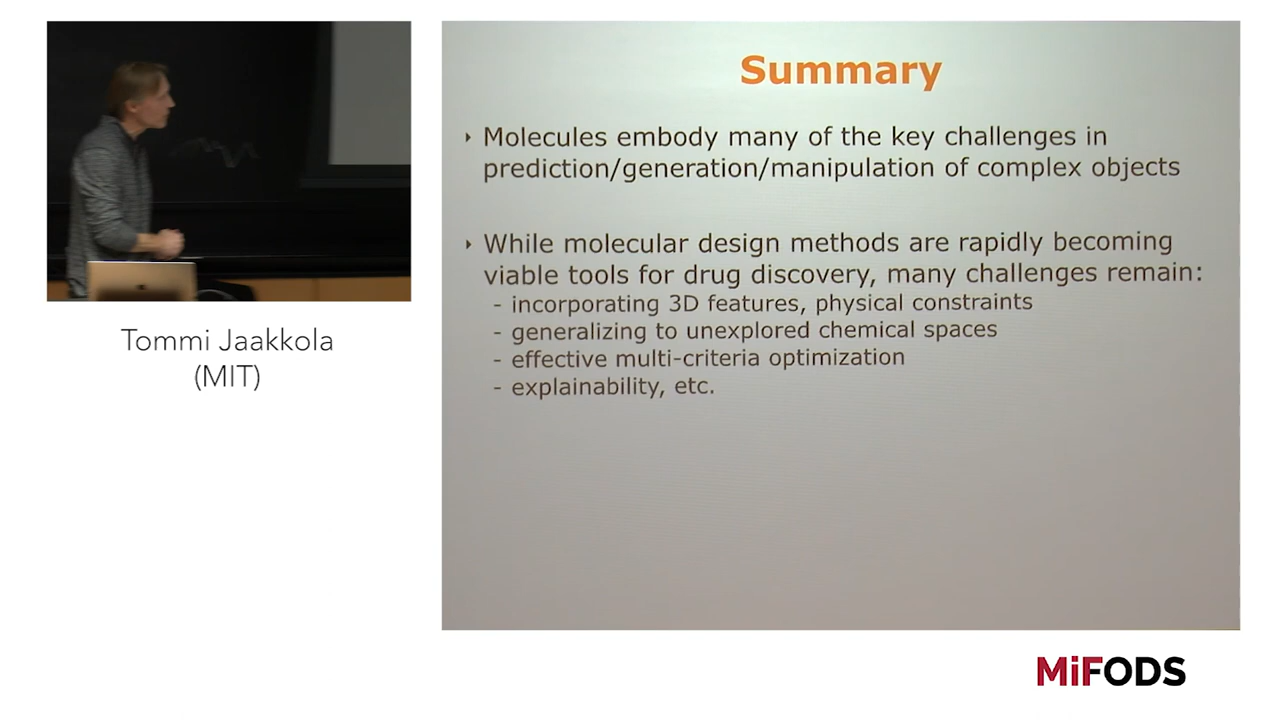 Summary
‣ Molecules embody many of the key challenges in
prediction/generation/manipulation of complex objects
‣ While molecular design methods are rapidly becoming
viable tools for drug discovery, many challenges remain:
- incorporating 3D features, physical constraints
- generalizing to unexplored chemical spaces
- effective multi-criteria optimization
- explainability, etc.
Tommi Jaakkola
(MIT)
MiFODS